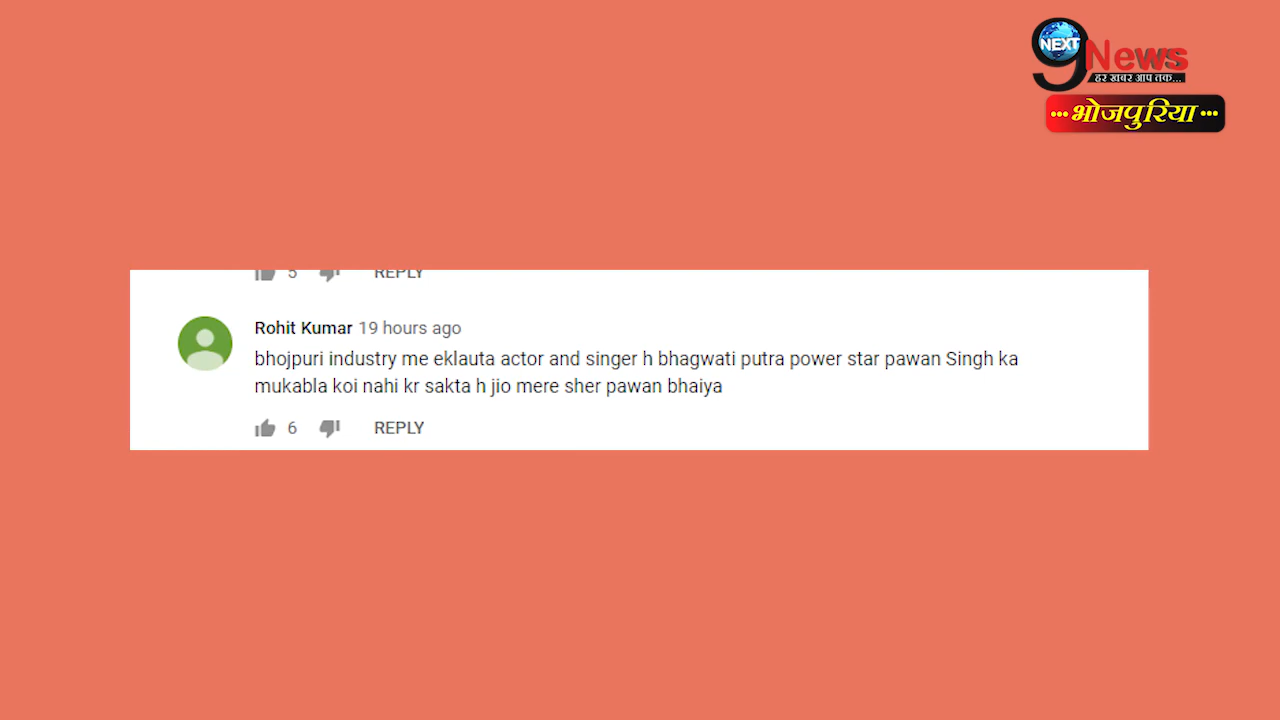 NEXT
9 News
हर खबर आप तक...
...भोजपुरिया...
5 REPLY
Rohit Kumar 19 hours ago
bhojpuri industry me eklauta actor and singer h bhagwati putra power star pawan Singh ka
mukabla koi nahi kr sakta h jio mere sher pawan bhaiya
6 REPLY